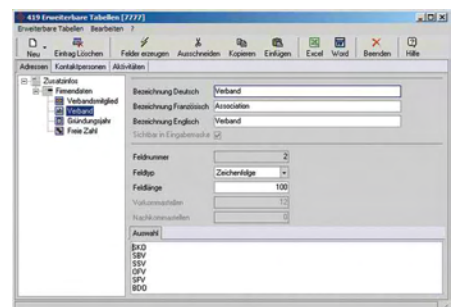 419 Erweiterbare Tabellen [7777]
Erweiterbare Tabellen Bearbeiten ?
Neu Eintrag Löschen Felder erzeugen Ausschneiden Kopieren Einfügen Excel Word Beenden Hilfe
Adressen Kontaktpersonen Aktivitäten
Zusatzinfos
Firmendaten
Verbandsmitglied
Verband
Gründungsjahr
Freie Zahl
Bezeichnung Deutsch Verband
Bezeichnung Französisch Association
Bezeichnung Englisch Verband
Sichtbar in Eingabemaske
Feldnummer 2
Feldtyp Zeichenfolge
Feldlänge 100
Vorkommastellen 12
Nachkommastellen 0
Auswahl
SKO
SBV
SSV
OFV
SFV
BDO